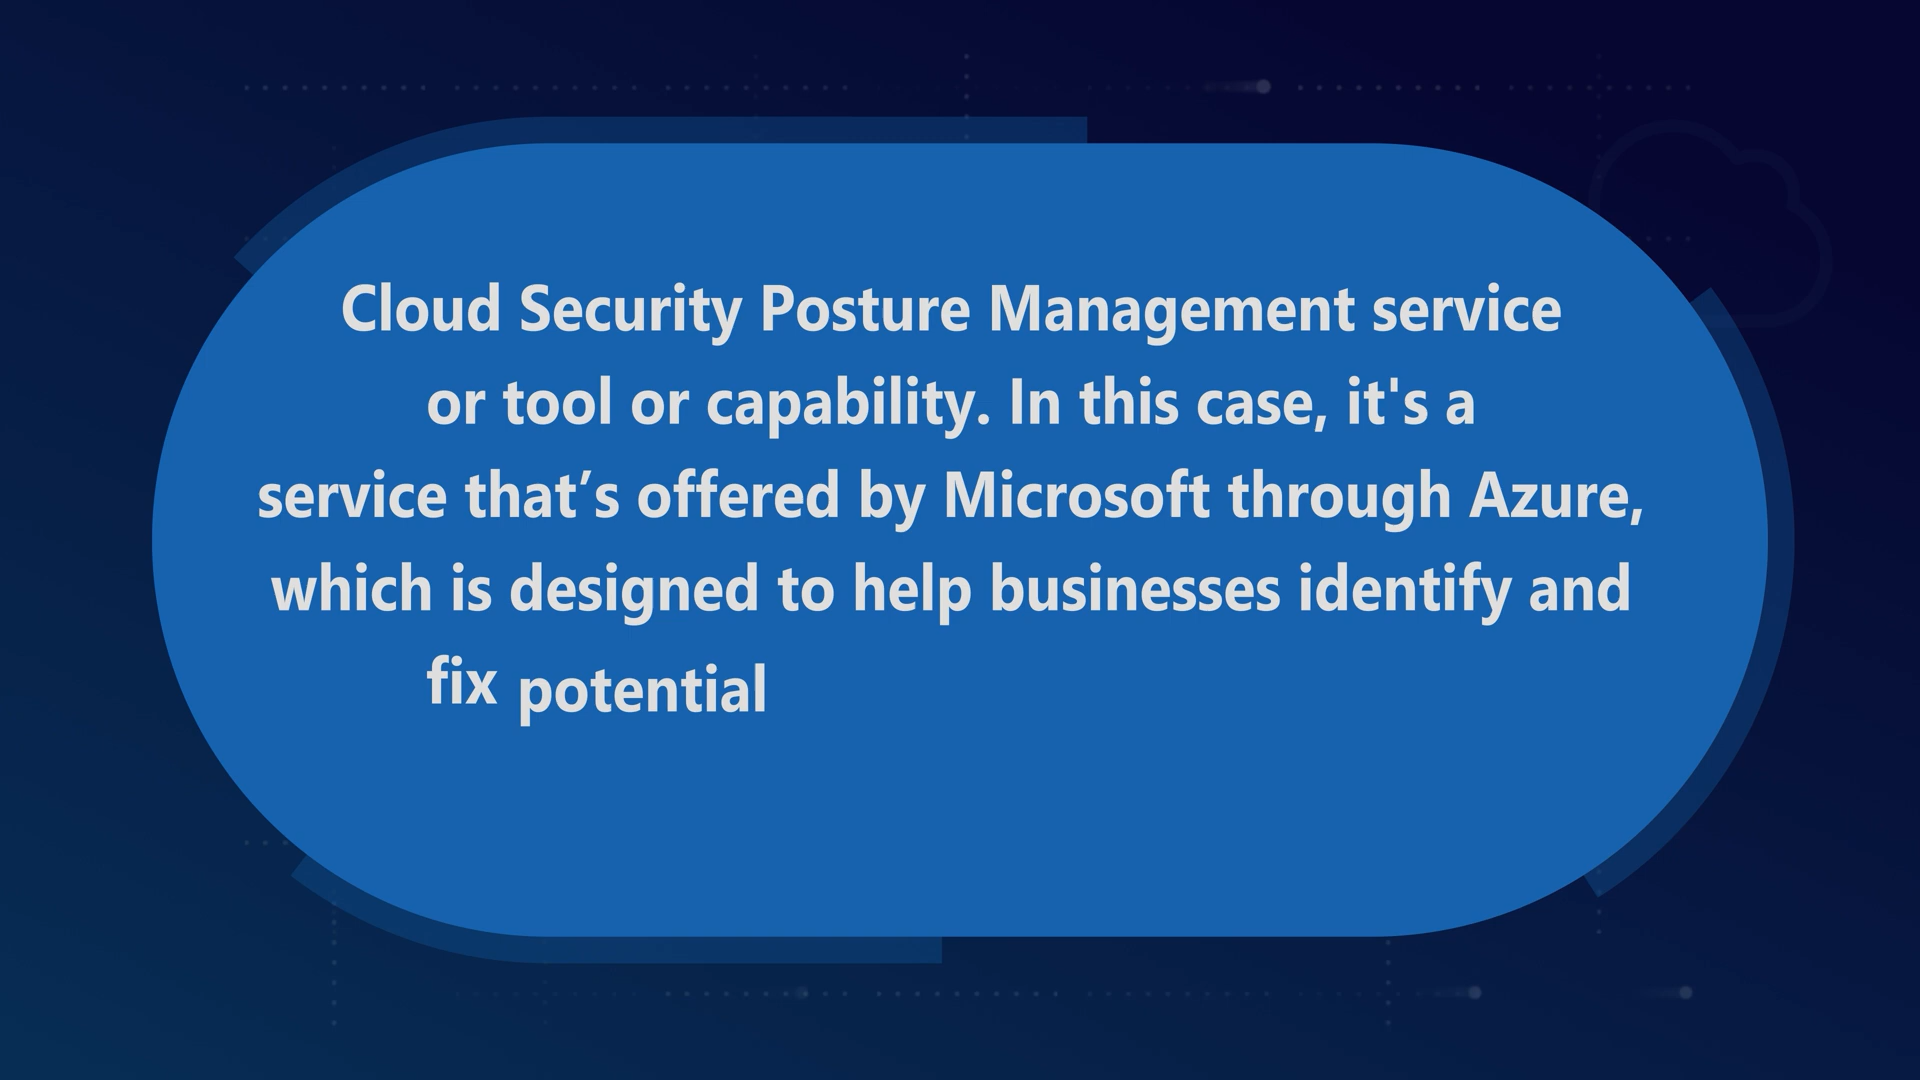 Cloud Security Posture Management service
or tool or capability. In this case, it's a
service that’s offered by Microsoft through Azure,
which is designed to help businesses identify and
fix potential